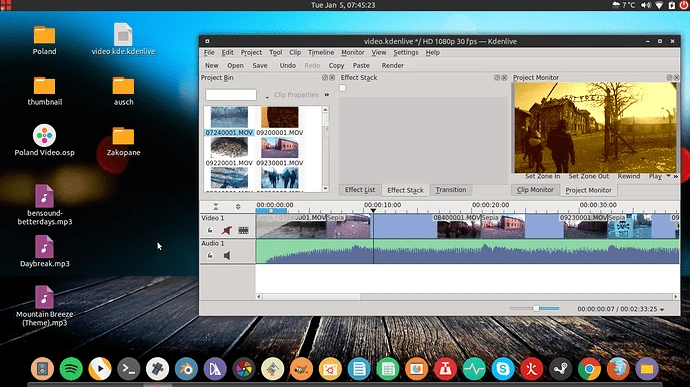 Tue Jan 5, 07:45:23
7 °C
Poland
video kde.kdenlive
thumbnail
ausch
Poland Video.osp
Zakopane
bensound-
betterdays.mp3
Daybreak.mp3
Mountain Breeze
(Theme).mp3
video.kdenlive */ HD 1080p 30 fps — Kdenlive
File Edit Project Tool Clip Timeline Monitor View Settings Help
New Open Save Undo Redo Copy Paste Render
Project Bin
Effect Stack
Project Monitor
Clip Properties
07240001.MOV 09200001.MOV
09220001.MOV 09230001.MOV
Set Zone In Set Zone Out Rewind Play
Effect List Effect Stack Transition
Clip Monitor Project Monitor
00:00:00:00 00:00:10:00 00:00:20:00 00:00:30:00
Video 1
Sepia
08400001.MOV Sepia
09230001.MOV Sepia
Audio 1
00:00:00:07 / 00:02:33:25